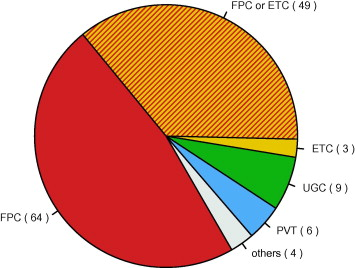 FPC or ETC ( 49 )
ETC ( 3 )
UGC ( 9 )
PVT ( 6 )
others ( 4 )
FPC ( 64 )